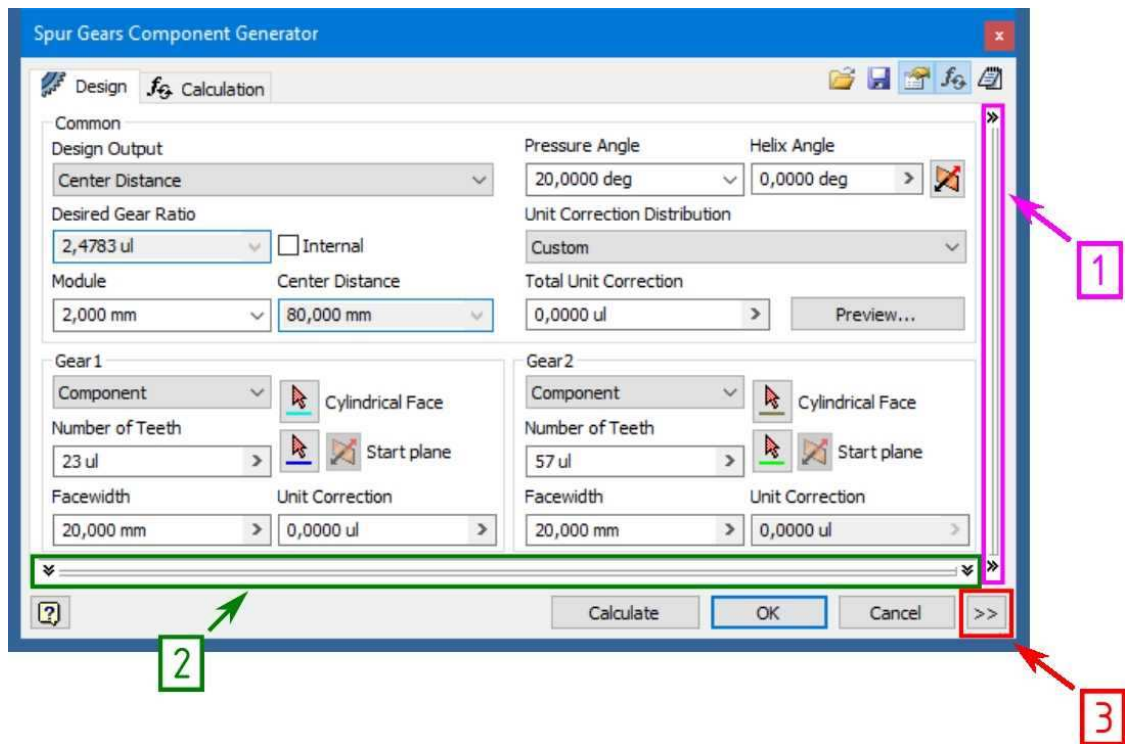 Spur Gears Component Generator
x
Design
fG Calculation
Common
Design Output
Pressure Angle
Helix Angle
Center Distance
20,0000 deg
0,0000 deg >
Desired Gear Ratio
Unit Correction Distribution
2,4783 ul
Internal
Custom
Module
Center Distance
Total Unit Correction
1
2,000 mm
80,000 mm
0,0000 ul >
Preview...
Gear1
Gear2
Component
Cylindrical Face
Component
Cylindrical Face
Number of Teeth
Number of Teeth
23 ul >
Start plane
57 ul >
Start plane
Facewidth
Unit Correction
Facewidth
Unit Correction
20,000 mm >
0,0000 ul >
20,000 mm >
0,0000 ul >
?
Calculate
OK
Cancel
>>
2
3